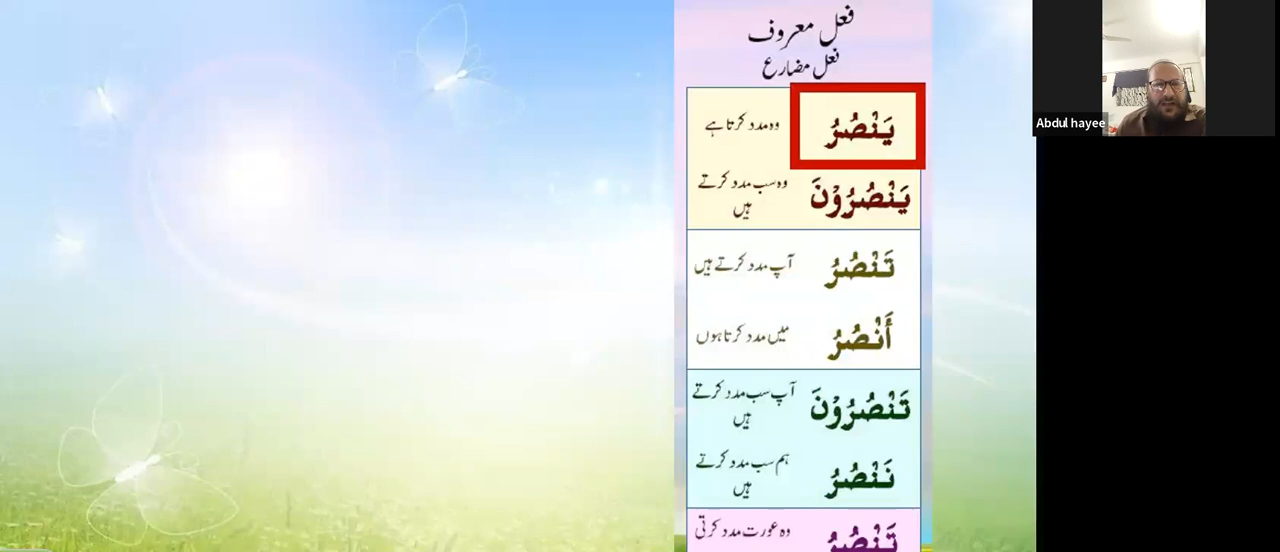 فعل معروف
فعل مضارع
يَنْصُرُ وہ مدد کرتا ہے
يَنْصُرُوْنَ وہ سب مدد کرتے
ہیں
تَنْصُرُ آپ مدد کرتے ہیں
أَنْصُرُ میں مدد کرتا ہوں
تَنْصُرُوْنَ آپ سب مدد کرتے
ہیں
نَنْصُرُ ہم سب مدد کرتے
ہیں
تَنْصُرُ وہ عورت مدد کرتی
Abdul hayee